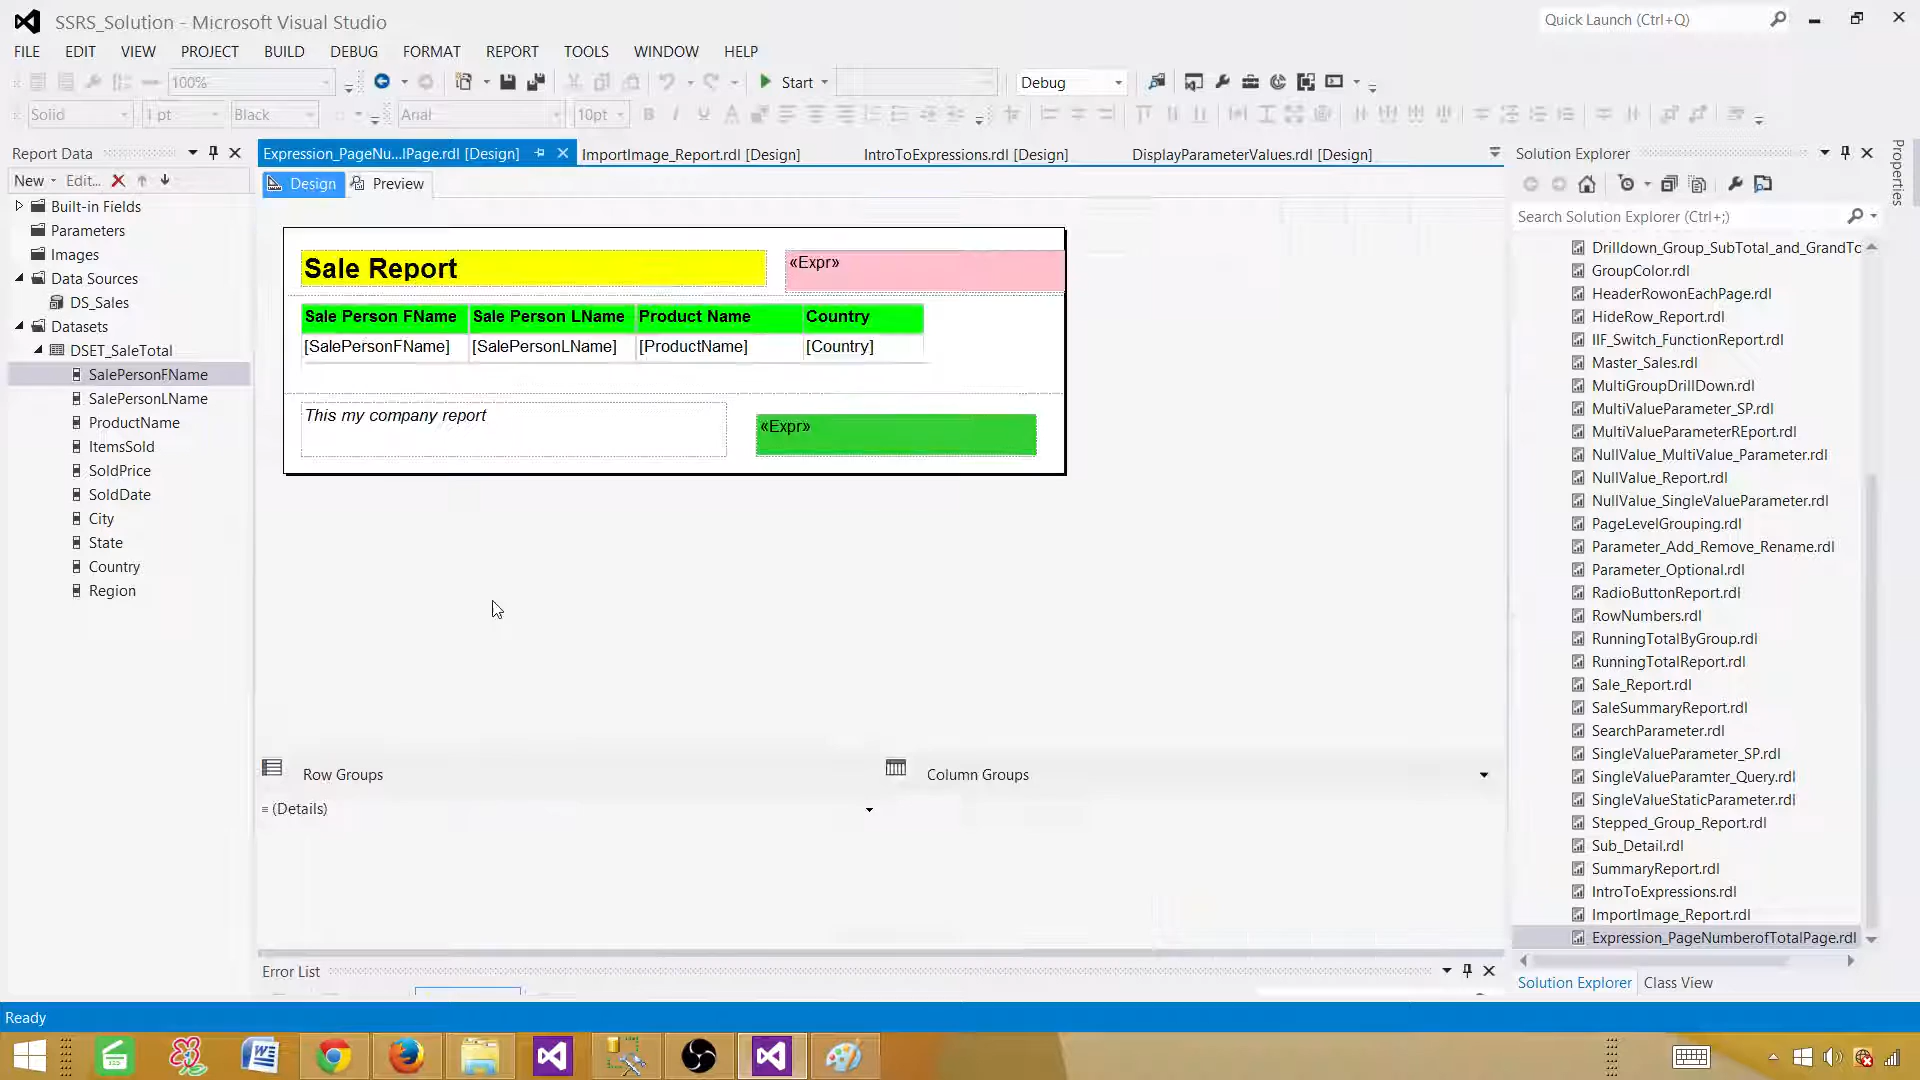 SSRS_Solution - Microsoft Visual Studio
Quick Launch (Ctrl+Q)
FILE EDIT VIEW PROJECT BUILD DEBUG FORMAT REPORT TOOLS WINDOW HELP
100% Start Debug
Solid 1 pt Black Arial 10pt B I U A
Report Data
New Edit...
Built-in Fields
Parameters
Images
Data Sources
DS_Sales
Datasets
DSET_SaleTotal
SalePersonFName
SalePersonLName
ProductName
ItemsSold
SoldPrice
SoldDate
City
State
Country
Region
Expression_PageNu...lPage.rdl [Design] ImportImage_Report.rdl [Design] IntroToExpressions.rdl [Design] DisplayParameterValues.rdl [Design]
Design Preview
Sale Report «Expr»
Sale Person FName Sale Person LName Product Name Country
[SalePersonFName] [SalePersonLName] [ProductName] [Country]
This my company report «Expr»
Row Groups Column Groups
(Details)
Error List
Solution Explorer
Search Solution Explorer (Ctrl+;)
Drilldown_Group_SubTotal_and_GrandTo
GroupColor.rdl
HeaderRowonEachPage.rdl
HideRow_Report.rdl
IIF_Switch_FunctionReport.rdl
Master_Sales.rdl
MultiGroupDrillDown.rdl
MultiValueParameter_SP.rdl
MultiValueParameterREport.rdl
NullValue_MultiValue_Parameter.rdl
NullValue_Report.rdl
NullValue_SingleValueParameter.rdl
PageLevelGrouping.rdl
Parameter_Add_Remove_Rename.rdl
Parameter_Optional.rdl
RadioButtonReport.rdl
RowNumbers.rdl
RunningTotalByGroup.rdl
RunningTotalReport.rdl
Sale_Report.rdl
SaleSummaryReport.rdl
SearchParameter.rdl
SingleValueParameter_SP.rdl
SingleValueParamter_Query.rdl
SingleValueStaticParameter.rdl
Stepped_Group_Report.rdl
Sub_Detail.rdl
SummaryReport.rdl
IntroToExpressions.rdl
ImportImage_Report.rdl
Expression_PageNumberofTotalPage.rdl
Solution Explorer Class View
Properties
Ready